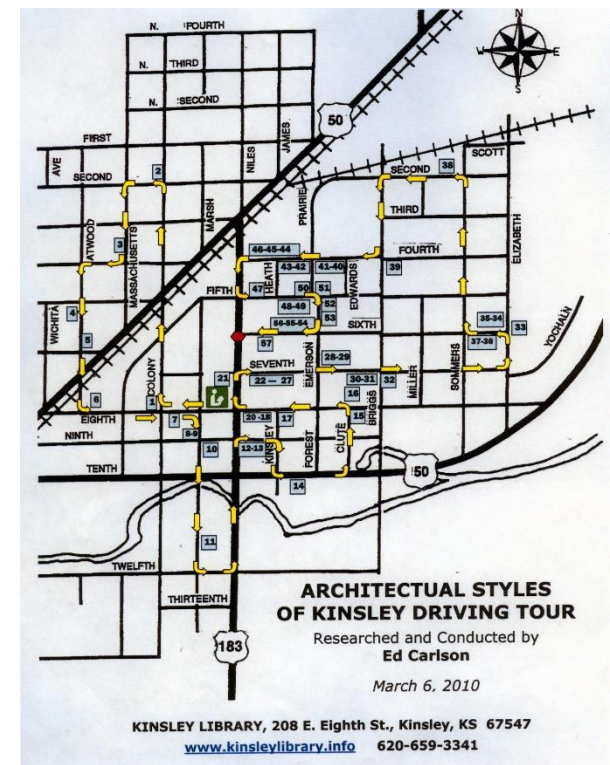 N. FOURTH
N
N. THIRD
W E
S
N. SECOND
50
FIRST
NILES
JAMES
AVE
SECOND
2
SECOND
38
SCOTT
ATWOOD
MASSACHUSETTS
MARSH
PRAIRIE
THIRD
3
46-45-44
FOURTH
ELIZABETH
43-42
41-40
39
HEATH
EDWARDS
47
50
51
FIFTH
48-49
52
WICHITA
4
56-55-54
53
SIXTH
35-34
33
5
57
37-36
YOCHALN
COLONY
SEVENTH
EMERSON
28-29
MILLER
SOMMERS
21
22 — 27
30-31
32
6
1
16
BRIGGS
EIGHTH
7
20-18
17
15
8-9
NINTH
10
12-13
KINSLEY
FOREST
CLUTE
TENTH
50
14
11
TWELFTH
THIRTEENTH
183
ARCHITECTUAL STYLES
OF KINSLEY DRIVING TOUR
Researched and Conducted by
Ed Carlson
March 6, 2010
KINSLEY LIBRARY, 208 E. Eighth St., Kinsley, KS 67547
www.kinsleylibrary.info 620-659-3341